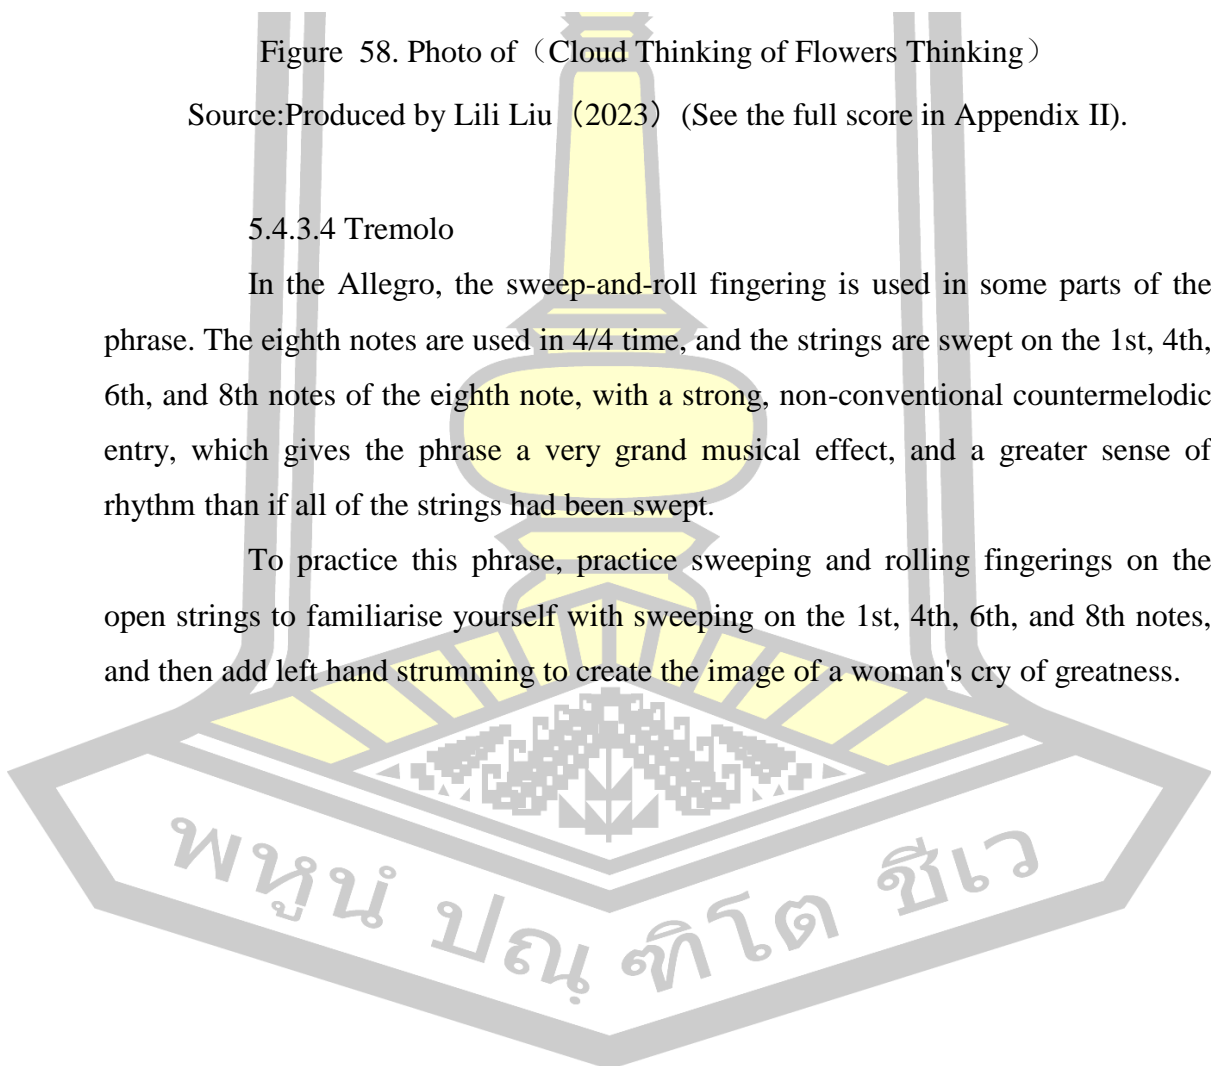 Figure  58. Photo of（Cloud Thinking of Flowers Thinking）
Source:Produced by Lili Liu（2023）(See the full score in Appendix II).
5.4.3.4 Tremolo
In the Allegro, the sweep-and-roll fingering is used in some parts of the
phrase. The eighth notes are used in 4/4 time, and the strings are swept on the 1st, 4th,
6th, and 8th notes of the eighth note, with a strong, non-conventional countermelodic
entry, which gives the phrase a very grand musical effect, and a greater sense of
rhythm than if all of the strings had been swept.
To practice this phrase, practice sweeping and rolling fingerings on the
open strings to familiarise yourself with sweeping on the 1st, 4th, 6th, and 8th notes,
and then add left hand strumming to create the image of a woman's cry of greatness.
พหูนํ ปณฺฑิโต ชีเว